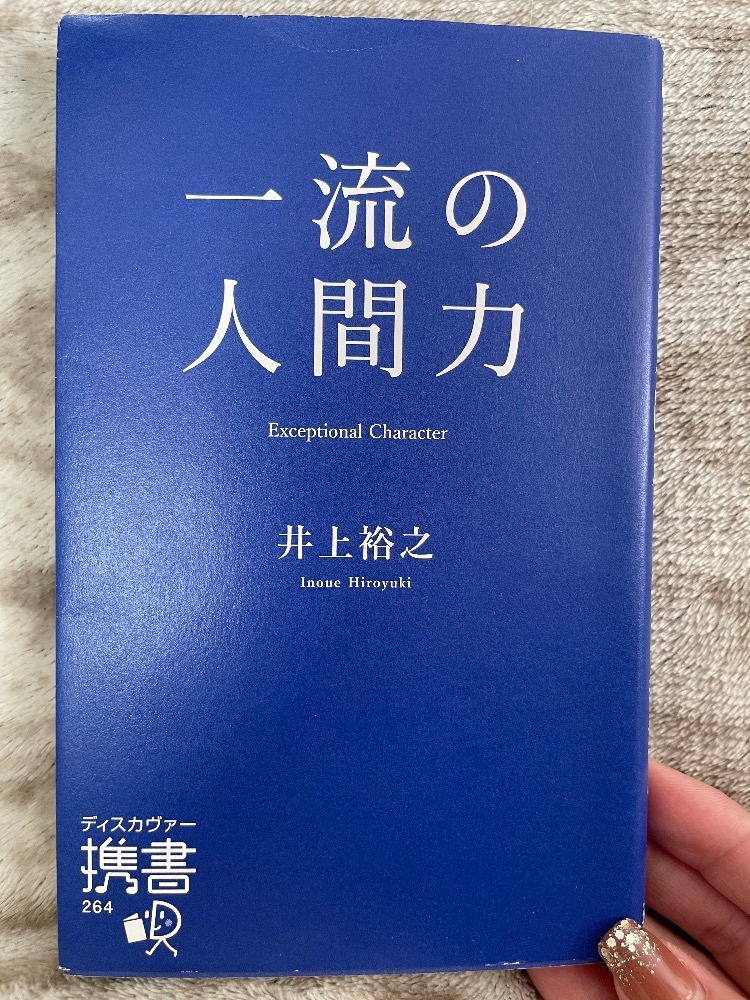 一流の
人間力
Exceptional Character
井上裕之
Inoue Hiroyuki
ディスカヴァー
携書
264